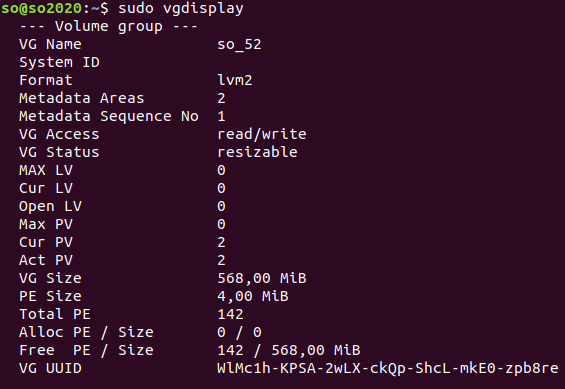 so@so2020:~$ sudo vgdisplay
--- Volume group ---
VG Name so_52
System ID
Format lvm2
Metadata Areas 2
Metadata Sequence No 1
VG Access read/write
VG Status resizable
MAX LV 0
Cur LV 0
Open LV 0
Max PV 0
Cur PV 2
Act PV 2
VG Size 568,00 MiB
PE Size 4,00 MiB
Total PE 142
Alloc PE / Size 0 / 0
Free  PE / Size 142 / 568,00 MiB
VG UUID WlMc1h-KPSA-2wLX-ckQp-ShcL-mkE0-zpb8re